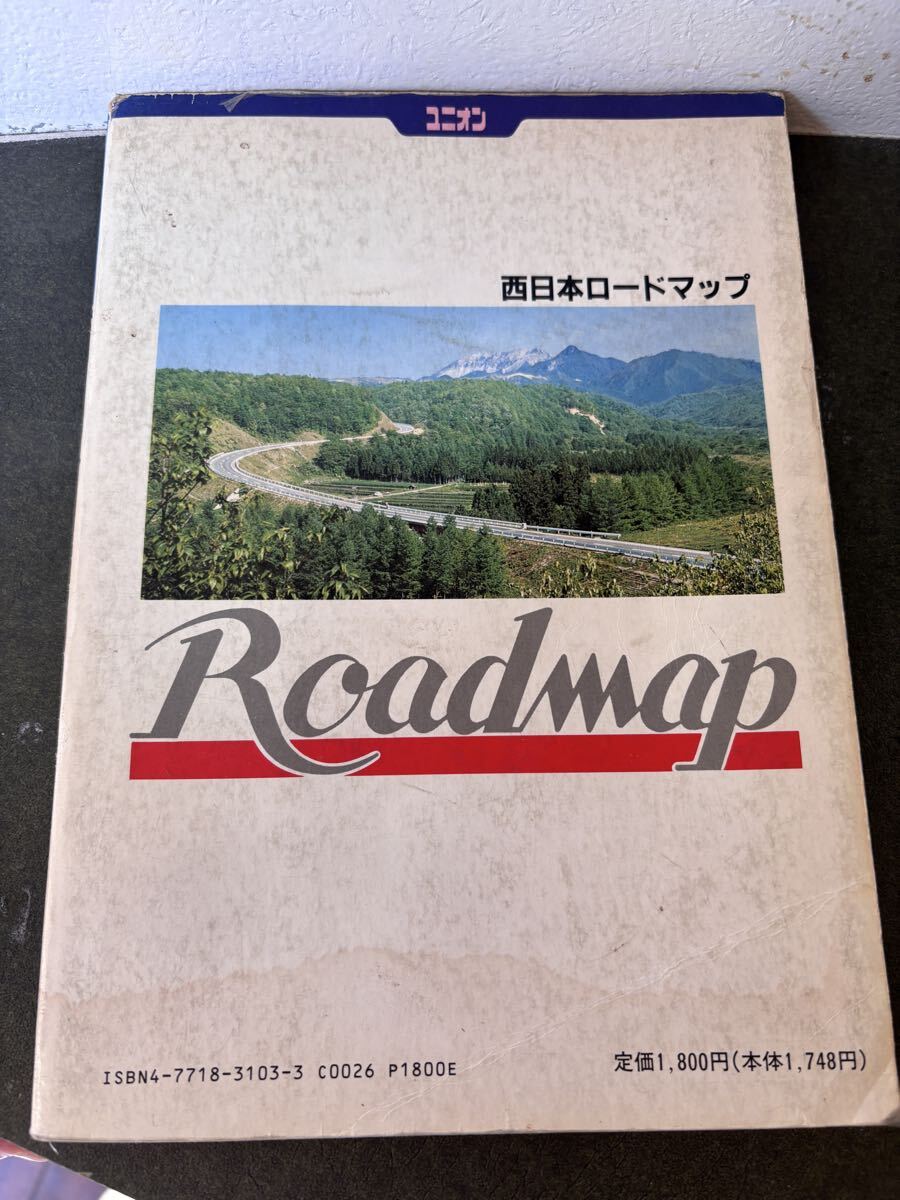 ユニオン
西日本ロードマップ
Roadmap
ISBN4-7718-3103-3 C0026 P1800E
定価1,800円(本体1,748円)